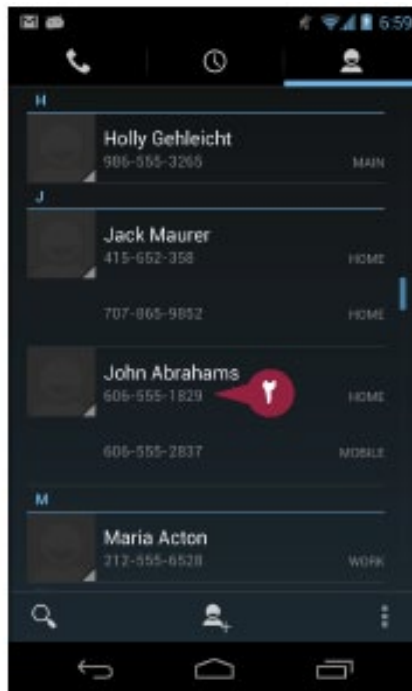 6:59
H
Holly Gehleicht
986-555-3265 MAIN
J
Jack Maurer
415-652-358 HOME
707-865-9852 HOME
John Abrahams
606-555-1829 ۲ HOME
606-555-2837 MOBILE
M
Maria Acton
212-555-6528 WORK